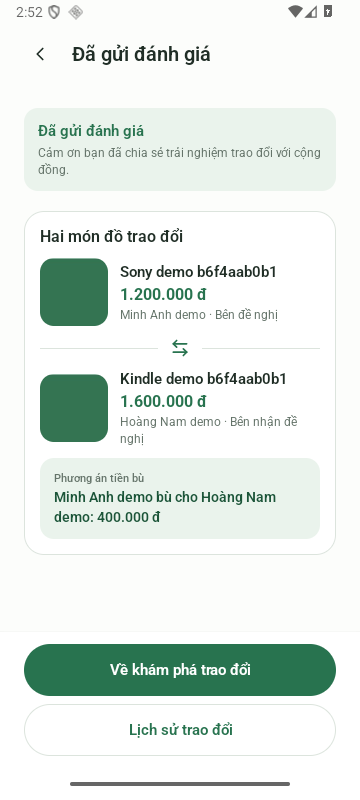 2:52
Đã gửi đánh giá
Đã gửi đánh giá
Cảm ơn bạn đã chia sẻ trải nghiệm trao đổi với cộng
đồng.
Hai món đồ trao đổi
Sony demo b6f4aab0b1
1.200.000 đ
Minh Anh demo · Bên đề nghị
Kindle demo b6f4aab0b1
1.600.000 đ
Hoàng Nam demo · Bên nhận đề
nghị
Phương án tiền bù
Minh Anh demo bù cho Hoàng Nam
demo: 400.000 đ
Về khám phá trao đổi
Lịch sử trao đổi